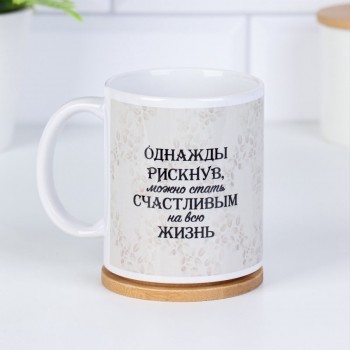 ОДНАЖДЫ
РИСКНУВ,
можно стать
СЧАСТЛИВЫМ
на всю
ЖИЗНЬ